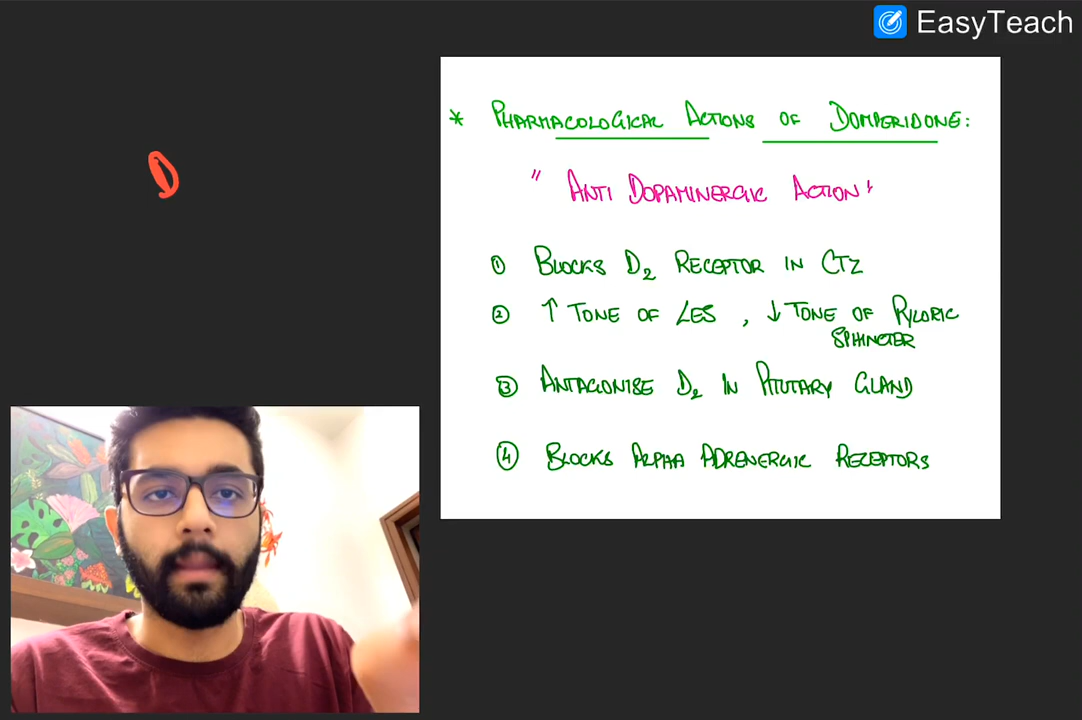 EasyTeach
* PHARMACOLOGICAL ACTIONS OF DOMPERIDONE:
" ANTI DOPAMINERGIC ACTION'
① BLOCKS D₂ RECEPTOR IN CTZ
② ↑ TONE OF LES , ↓ TONE OF PYLORIC
SPHINCTER
③ ANTAGONISE D₂ IN PITUTARY GLAND
④ BLOCKS ALPHA ADRENERGIC RECEPTORS